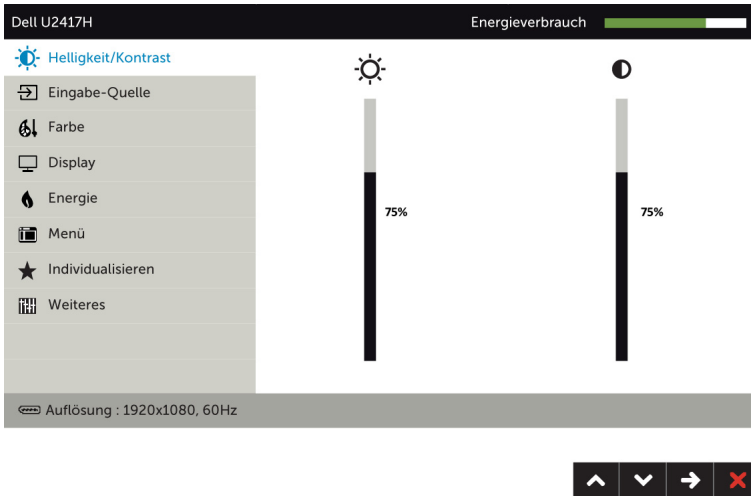 Dell U2417H
Energieverbrauch
Helligkeit/Kontrast
Eingabe-Quelle
Farbe
Display
Energie
Menü
Individualisieren
Weiteres
75%
75%
Auflösung : 1920x1080, 60Hz